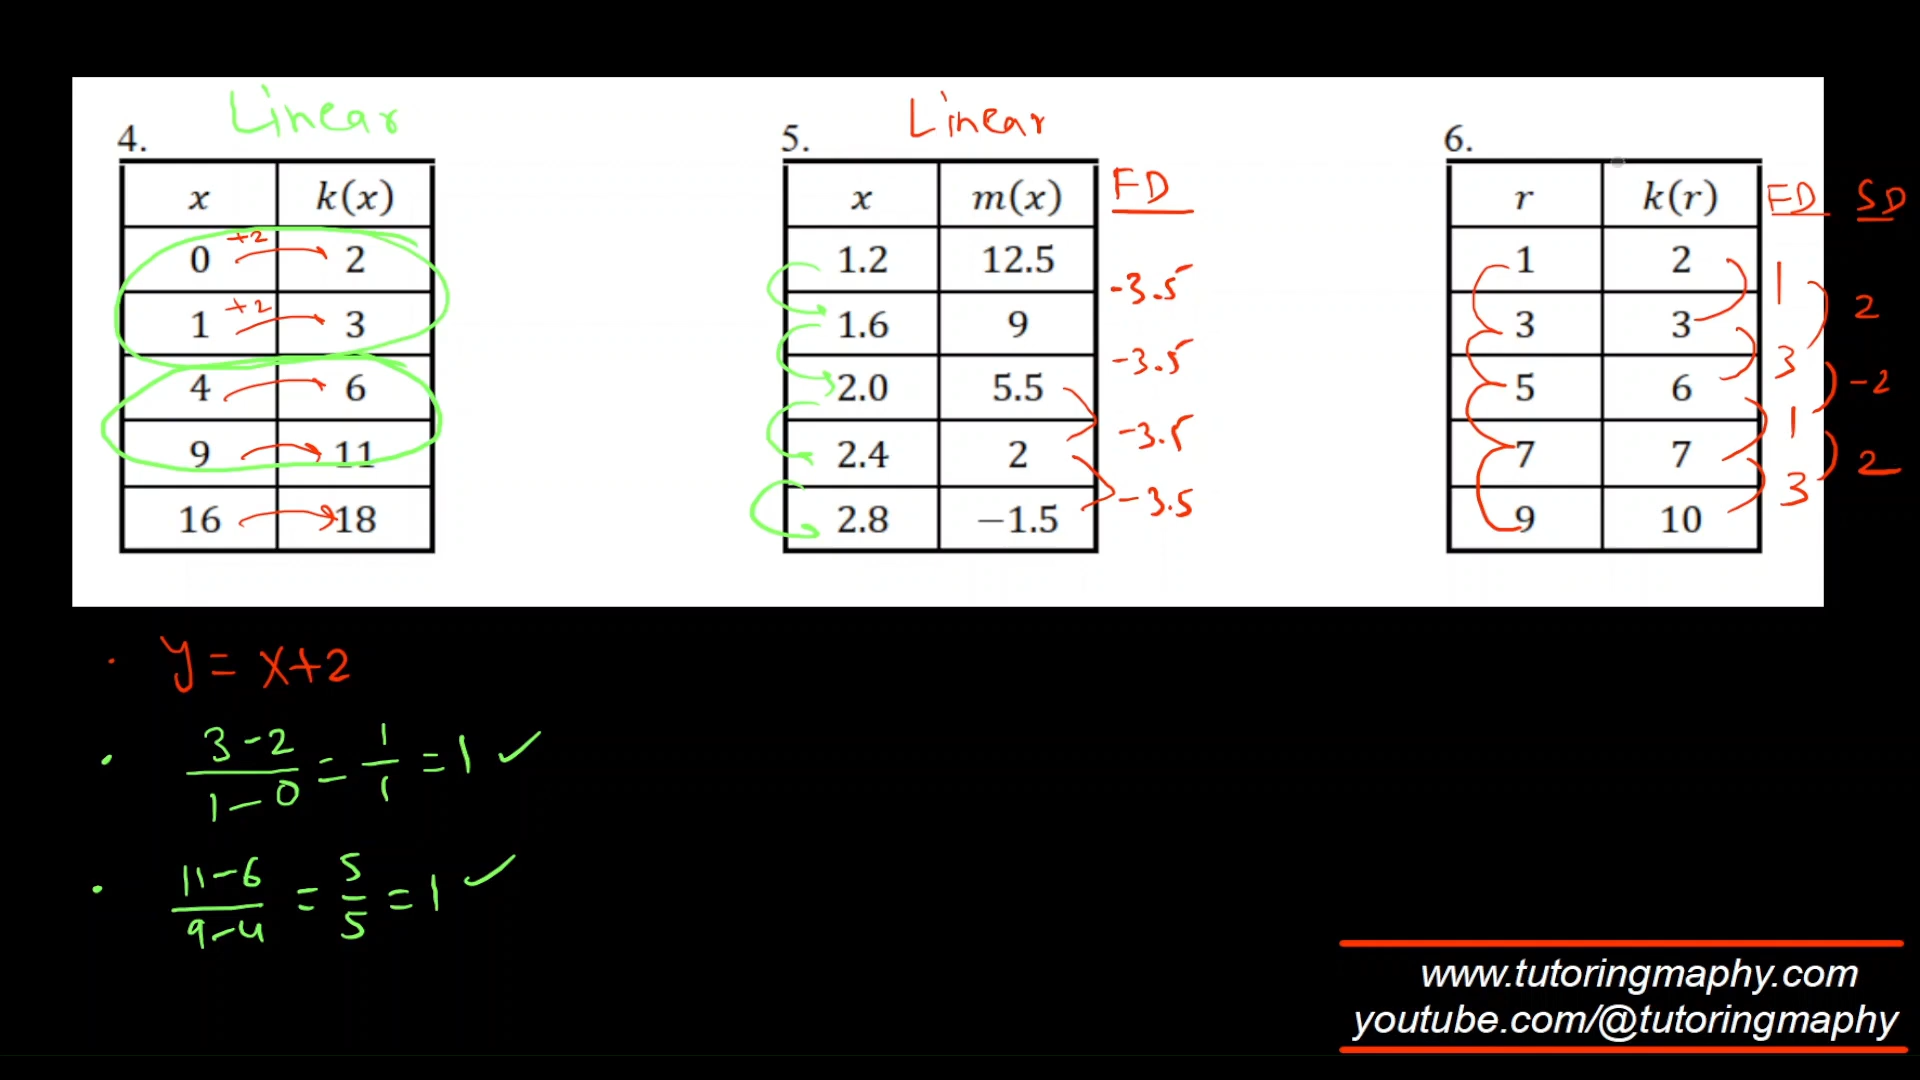 Linear
4.
x k(x)
0 +2 2
1 +2 3
4 6
9 11
16 18
Linear
5.
x m(x) FD
1.2 12.5
-3.5
1.6 9
-3.5
2.0 5.5
-3.5
2.4 2
-3.5
2.8 −1.5
6.
r k(r) FD SD
1 2
1
3 3
2
3
5 6
-2
1
7 7
2
3
9 10
· y = x+2
· 3-2 / 1-0 = 1/1 = 1 ✓
· 11-6 / 9-4 = 5/5 = 1 ✓
www.tutoringmaphy.com
youtube.com/@tutoringmaphy